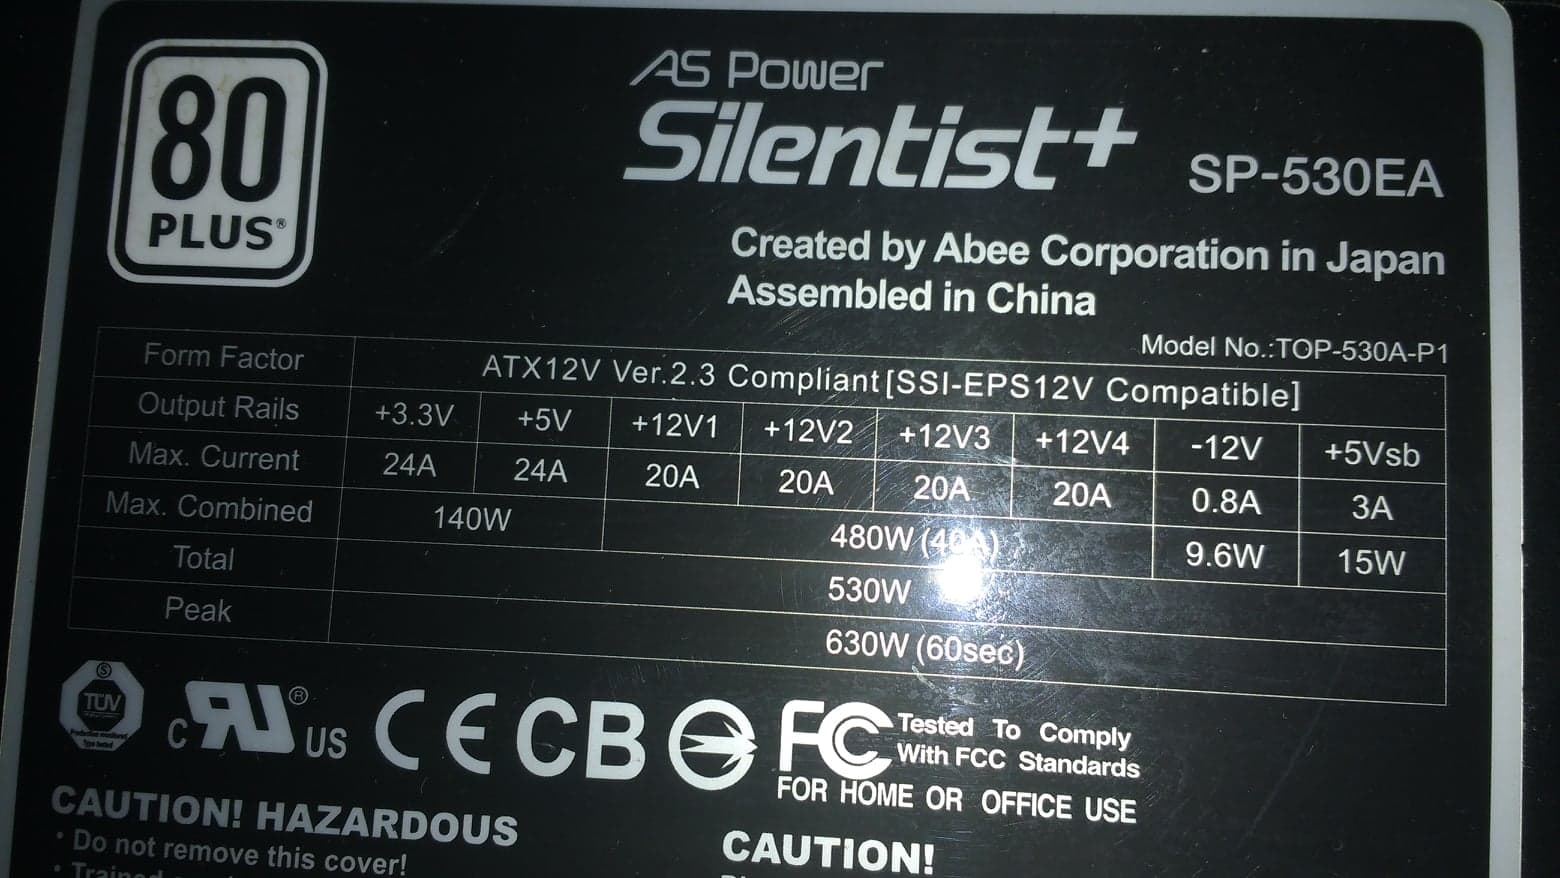 80
PLUS®
AS Power
Silentist+ SP-530EA
Created by Abee Corporation in Japan
Assembled in China
Model No.:TOP-530A-P1
Form Factor ATX12V Ver.2.3 Compliant [SSI-EPS12V Compatible]
Output Rails +3.3V +5V +12V1 +12V2 +12V3 +12V4 -12V +5Vsb
Max. Current 24A 24A 20A 20A 20A 20A 0.8A 3A
Max. Combined 140W 480W (40A) 9.6W 15W
Total 530W
Peak 630W (60sec)
S
TÜV
C RU® US CE CB FC Tested To Comply
With FCC Standards
FOR HOME OR OFFICE USE
CAUTION! HAZARDOUS
· Do not remove this cover!
CAUTION!